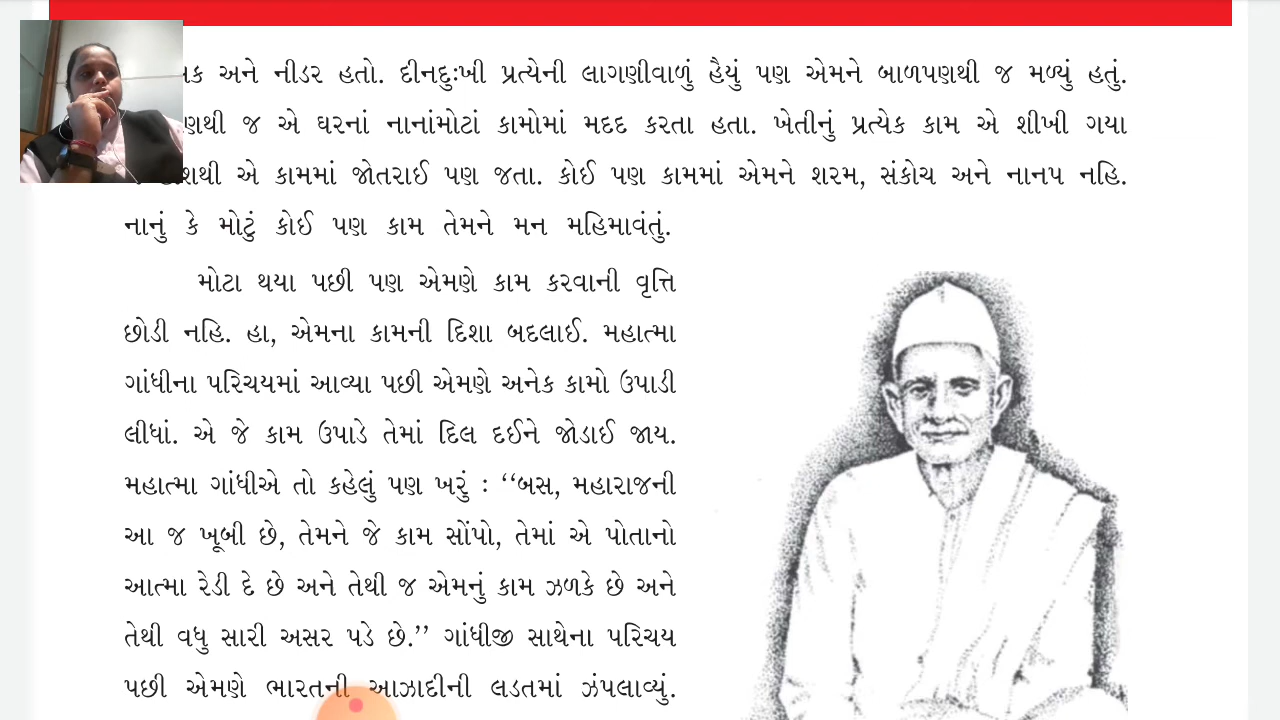 અને નીડર હતો. દીનદુઃખી પ્રત્યેની લાગણીવાળું હૈયું પણ એમને બાળપણથી જ મળ્યું હતું.
જ એ ઘરનાં નાનાંમોટાં કામોમાં મદદ કરતા હતા. ખેતીનું પ્રત્યેક કામ એ શીખી ગયા
એ કામમાં જોતરાઈ પણ જતા. કોઈ પણ કામમાં એમને શરમ, સંકોચ અને નાનપ નહિ.
નાનું કે મોટું કોઈ પણ કામ તેમને મન મહિમાવંતું.
મોટા થયા પછી પણ એમણે કામ કરવાની વૃત્તિ
છોડી નહિ. હા, એમના કામની દિશા બદલાઈ. મહાત્મા
ગાંધીના પરિચયમાં આવ્યા પછી એમણે અનેક કામો ઉપાડી
લીધાં. એ જે કામ ઉપાડે તેમાં દિલ દઈને જોડાઈ જાય.
મહાત્મા ગાંધીએ તો કહેલું પણ ખરું : ‘‘બસ, મહારાજની
આ જ ખૂબી છે, તેમને જે કામ સોંપો, તેમાં એ પોતાનો
આત્મા રેડી દે છે અને તેથી જ એમનું કામ ઝળકે છે અને
તેથી વધુ સારી અસર પડે છે.’’ ગાંધીજી સાથેના પરિચય
પછી એમણે ભારતની આઝાદીની લડતમાં ઝંપલાવ્યું.